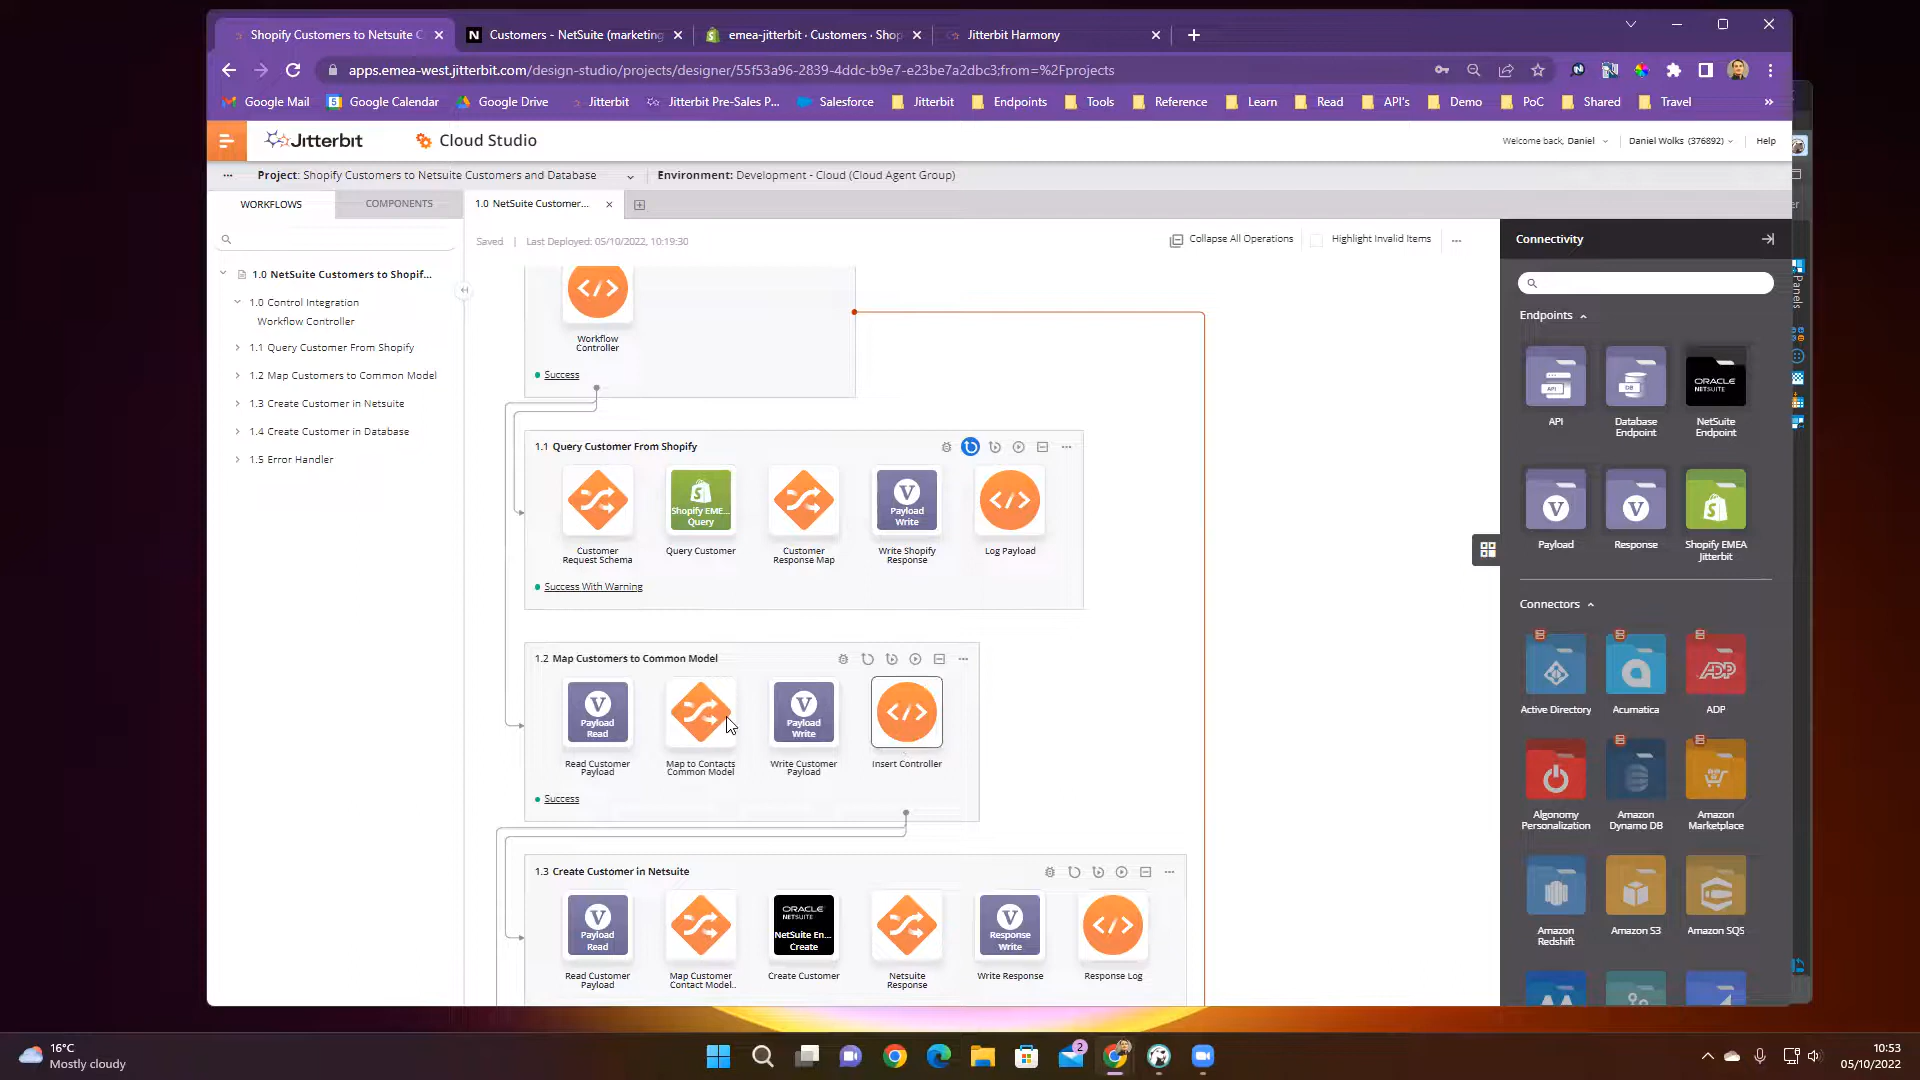 Shopify Customers to Netsuite C
Customers - NetSuite (marketing
emea-jitterbit · Customers · Shop
Jitterbit Harmony
apps.emea-west.jitterbit.com/design-studio/projects/designer/55f53a96-2839-4ddc-b9e7-e23be7a2dbc3;from=%2Fprojects
Google Mail
Google Calendar
Google Drive
Jitterbit
Jitterbit Pre-Sales P...
Salesforce
Jitterbit
Endpoints
Tools
Reference
Learn
Read
API's
Demo
PoC
Shared
Travel
»
Jitterbit
Cloud Studio
Welcome back, Daniel
Daniel Wolks (376892)
Help
Project: Shopify Customers to Netsuite Customers and Database
Environment: Development - Cloud (Cloud Agent Group)
WORKFLOWS
COMPONENTS
1.0 NetSuite Customer...
Saved | Last Deployed: 05/10/2022, 10:19:30
Collapse All Operations
Highlight Invalid Items
1.0 NetSuite Customers to Shopif...
1.0 Control Integration
Workflow Controller
1.1 Query Customer From Shopify
1.2 Map Customers to Common Model
1.3 Create Customer in Netsuite
1.4 Create Customer in Database
1.5 Error Handler
Workflow
Controller
Success
1.1 Query Customer From Shopify
Shopify EME...
Query
Payload
Write
Customer
Request Schema
Query Customer
Customer
Response Map
Write Shopify
Response
Log Payload
Success With Warning
1.2 Map Customers to Common Model
Payload
Read
Payload
Write
Read Customer
Payload
Map to Contacts
Common Model
Write Customer
Payload
Insert Controller
Success
1.3 Create Customer in Netsuite
Payload
Read
ORACLE
NETSUITE
NetSuite En...
Create
Response
Write
Read Customer
Payload
Map Customer
Contact Model..
Create Customer
Netsuite
Response
Write Response
Response Log
Connectivity
Endpoints
API
DB
ORACLE
NETSUITE
API
Database
Endpoint
NetSuite
Endpoint
Payload
Response
Shopify EMEA
Jitterbit
Connectors
Active Directory
Acumatica
ADP
Algonomy
Personalization
Amazon
Dynamo DB
Amazon
Marketplace
Amazon
Redshift
Amazon S3
Amazon SQS
Panels
16°C
Mostly cloudy
2
10:53
05/10/2022